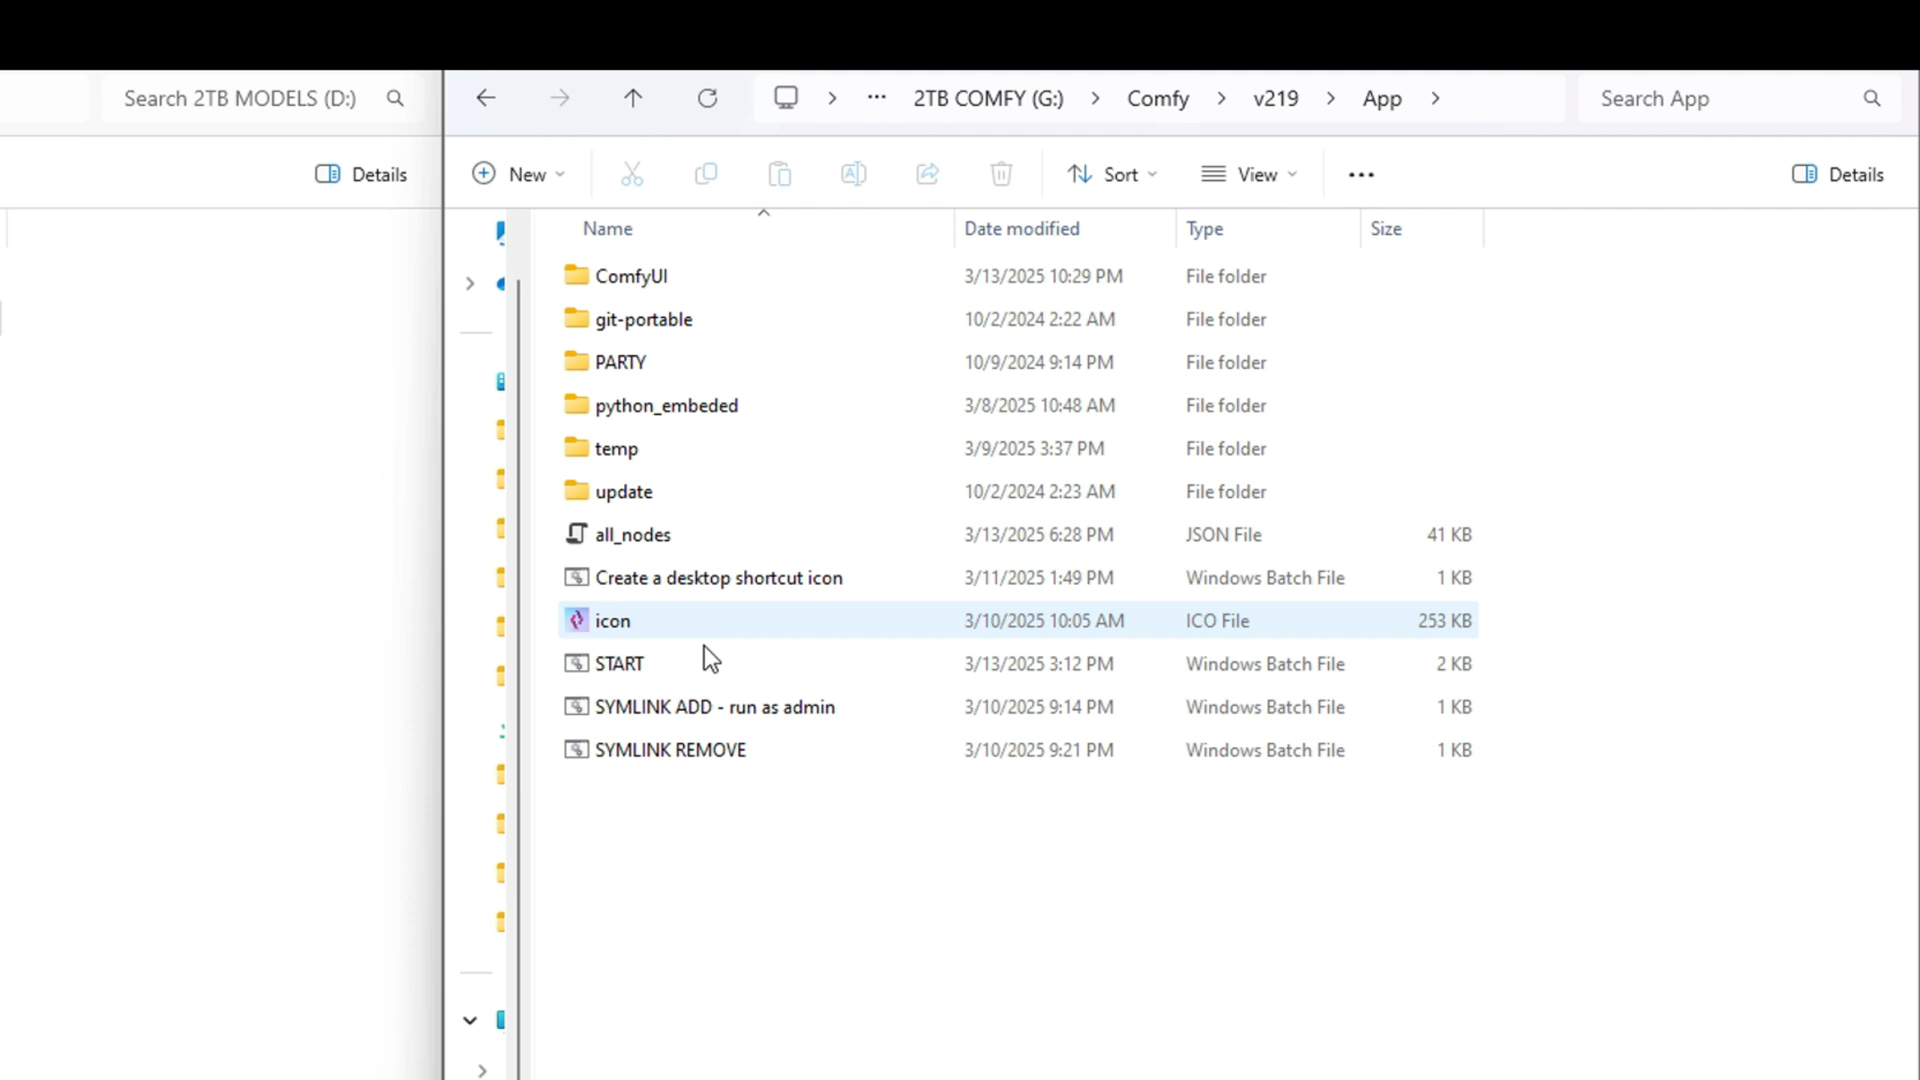 Search 2TB MODELS (D:)
Details
2TB COMFY (G:) Comfy v219 App
Search App
New
Sort
View
Details
Name Date modified Type Size
ComfyUI 3/13/2025 10:29 PM File folder
git-portable 10/2/2024 2:22 AM File folder
PARTY 10/9/2024 9:14 PM File folder
python_embeded 3/8/2025 10:48 AM File folder
temp 3/9/2025 3:37 PM File folder
update 10/2/2024 2:23 AM File folder
all_nodes 3/13/2025 6:28 PM JSON File 41 KB
Create a desktop shortcut icon 3/11/2025 1:49 PM Windows Batch File 1 KB
icon 3/10/2025 10:05 AM ICO File 253 KB
START 3/13/2025 3:12 PM Windows Batch File 2 KB
SYMLINK ADD - run as admin 3/10/2025 9:14 PM Windows Batch File 1 KB
SYMLINK REMOVE 3/10/2025 9:21 PM Windows Batch File 1 KB